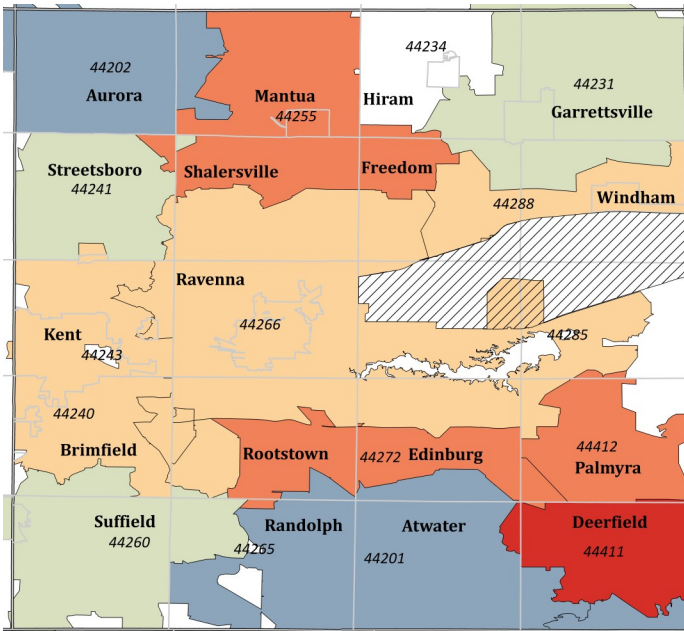 44234
44202
Aurora
Mantua
Hiram
44231
44255
Garrettsville
Streetsboro
Shalersville
Freedom
44241
44288
Windham
Ravenna
44266
44285
Kent
44243
44240
Brimfield
Rootstown
44272
Edinburg
44412
Palmyra
Suffield
Randolph
Atwater
Deerfield
44260
44265
44201
44411